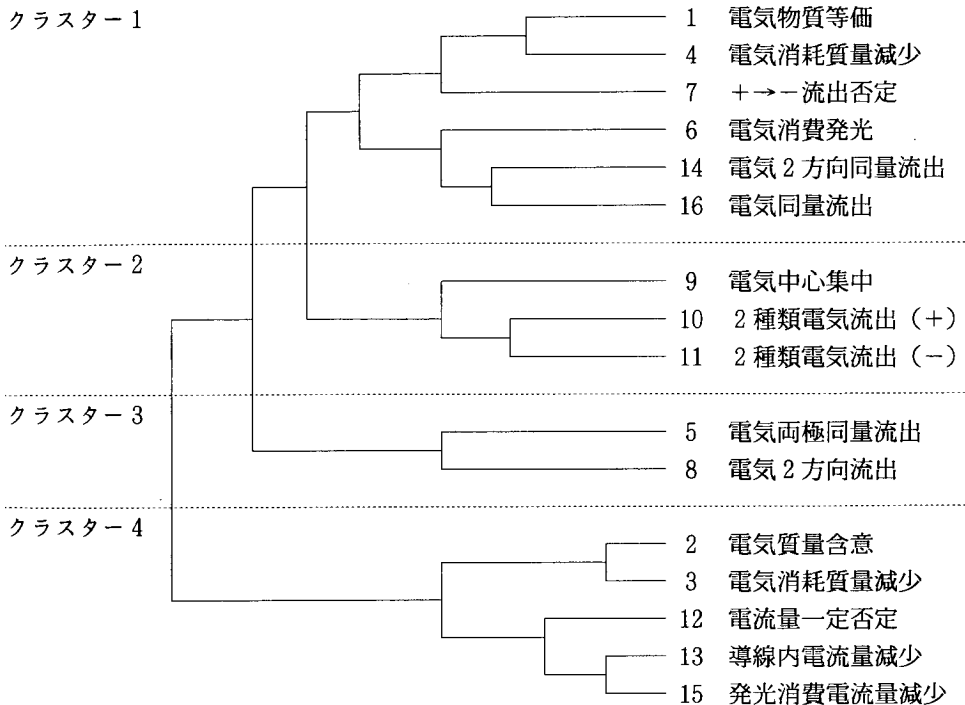 クラスター1
1 電気物質等価
4 電気消耗質量減少
7 +→−流出否定
6 電気消費発光
14 電気2方向同量流出
16 電気同量流出
クラスター2
9 電気中心集中
10 2種類電気流出(+)
11 2種類電気流出(−)
クラスター3
5 電気両極同量流出
8 電気2方向流出
クラスター4
2 電気質量含意
3 電気消耗質量減少
12 電流量一定否定
13 導線内電流量減少
15 発光消費電流量減少